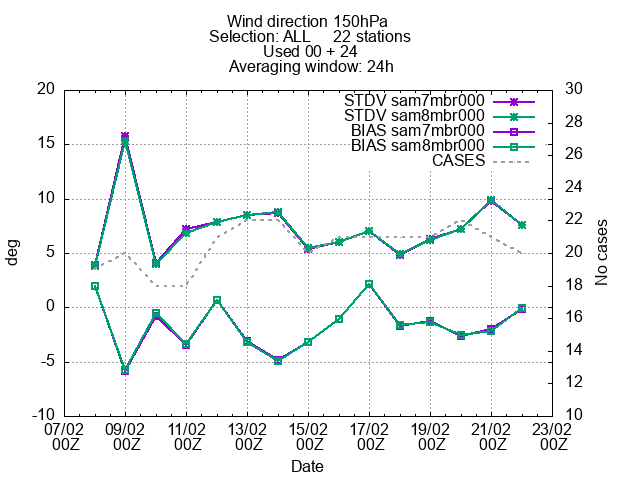 Wind direction 150hPa
Selection: ALL 22 stations
Used 00 + 24
Averaging window: 24h
STDV sam7mbr000
STDV sam8mbr000
BIAS sam7mbr000
BIAS sam8mbr000
CASES
20
15
10
5
0
-5
-10
deg
30
28
26
24
22
20
18
16
14
12
10
No cases
07/02 09/02 11/02 13/02 15/02 17/02 19/02 21/02 23/02
00Z 00Z 00Z 00Z 00Z 00Z 00Z 00Z 00Z
Date